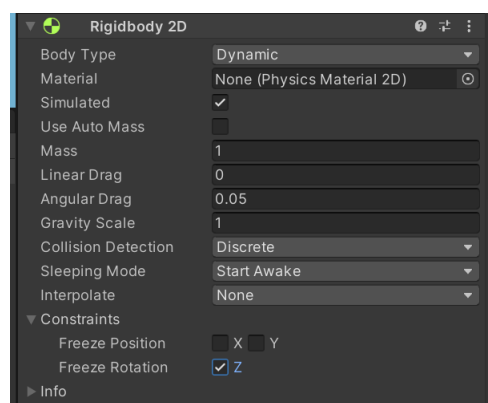 Rigidbody 2D
Body Type Dynamic
Material None (Physics Material 2D)
Simulated
Use Auto Mass
Mass 1
Linear Drag 0
Angular Drag 0.05
Gravity Scale 1
Collision Detection Discrete
Sleeping Mode Start Awake
Interpolate None
Constraints
Freeze Position X Y
Freeze Rotation Z
Info